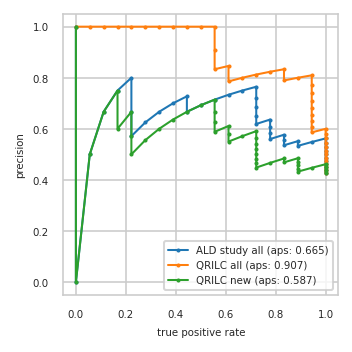 1.0
0.8
0.6
0.4
0.2
0.0
precision
0.0 0.2 0.4 0.6 0.8 1.0
true positive rate
ALD study all (aps: 0.665)
QRILC all (aps: 0.907)
QRILC new (aps: 0.587)